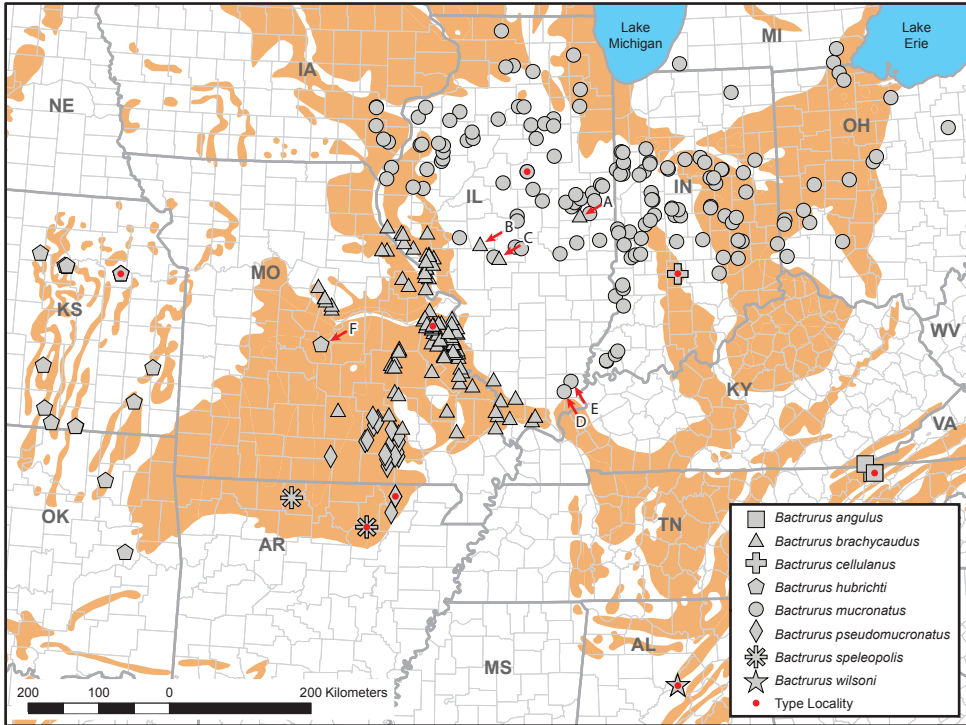 Lake
Michigan
Lake
Erie
MI
IA
NE
OH
IL
IN
A
B
C
MO
KS
F
WV
KY
E
D
VA
OK
AR
TN
AL
MS
200 100 0 200 Kilometers
Bactrurus angulus
Bactrurus brachycaudus
Bactrurus cellulanus
Bactrurus hubrichti
Bactrurus mucronatus
Bactrurus pseudomucronatus
Bactrurus speleopolis
Bactrurus wilsoni
Type Locality